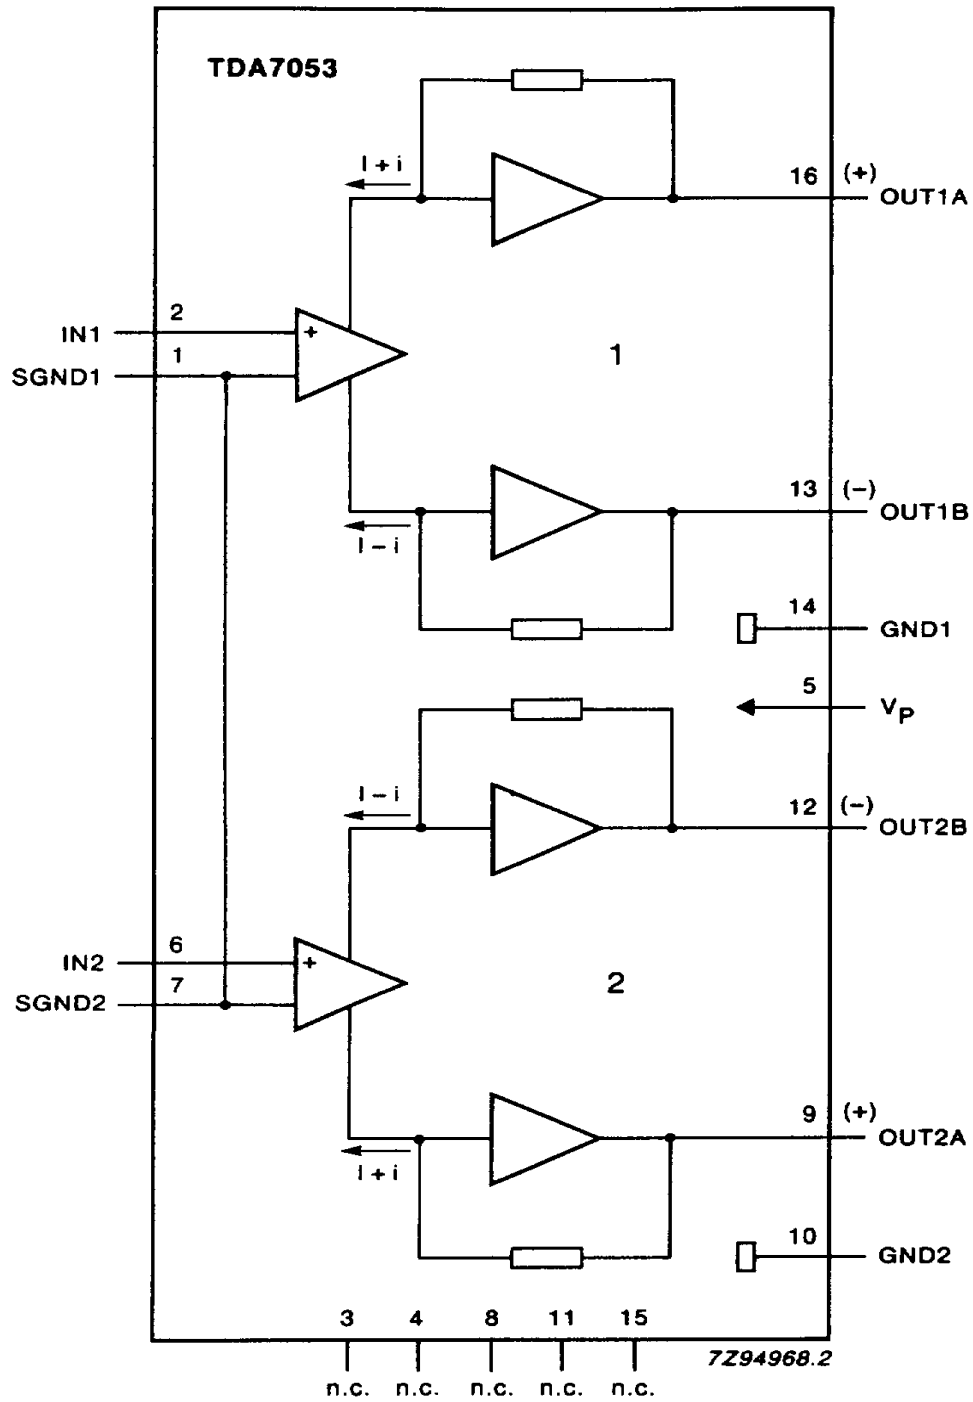 TDA7053
I + i
16 (+)
OUT1A
2
IN1
+
1
1
SGND1
13 (−)
OUT1B
I − i
14
GND1
5
VP
I − i
12 (−)
OUT2B
6
IN2
+
7
2
SGND2
9 (+)
OUT2A
I + i
10
GND2
3 4 8 11 15
7Z94968.2
n.c. n.c. n.c. n.c. n.c.